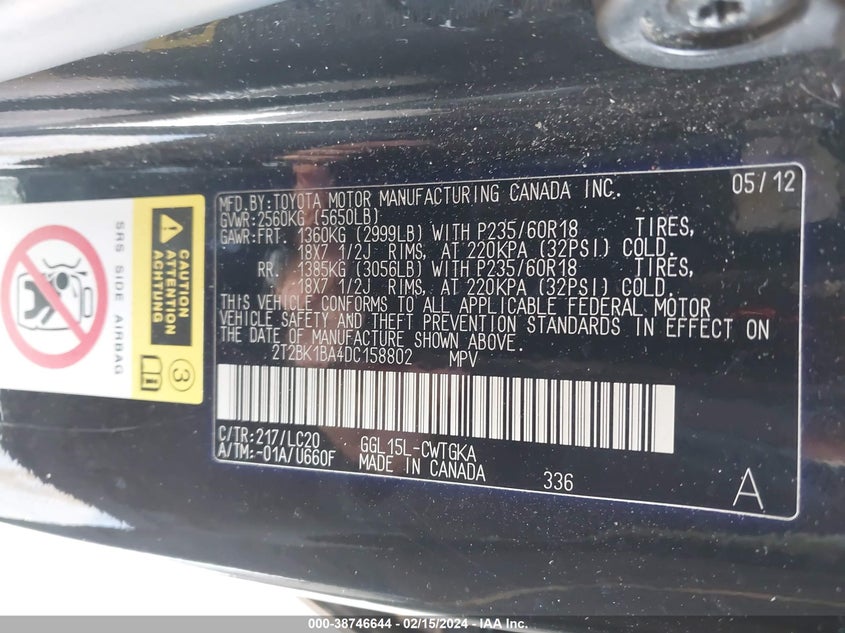 MFD.BY:TOYOTA MOTOR MANUFACTURING CANADA INC. 05/12
GVWR:2560KG (5650LB)
GAWR:FRT. 1360KG (2999LB) WITH P235/60R18 TIRES,
18X7 1/2J RIMS, AT 220KPA (32PSI) COLD.
RR. 1385KG (3056LB) WITH P235/60R18 TIRES,
18X7 1/2J RIMS, AT 220KPA (32PSI) COLD.
THIS VEHICLE CONFORMS TO ALL APPLICABLE FEDERAL MOTOR
VEHICLE SAFETY AND THEFT PREVENTION STANDARDS IN EFFECT ON
THE DATE OF MANUFACTURE SHOWN ABOVE.
2T2BK1BA4DC158802 MPV
C/TR:217/LC20 GGL15L-CWTGKA
A/TM:-01A/U660F MADE IN CANADA 336 A
CAUTION
ATTENTION
ACHTUNG
SRS SIDE AIRBAG
3
000-38746644 / 02/15/2024 - IAA, Inc.